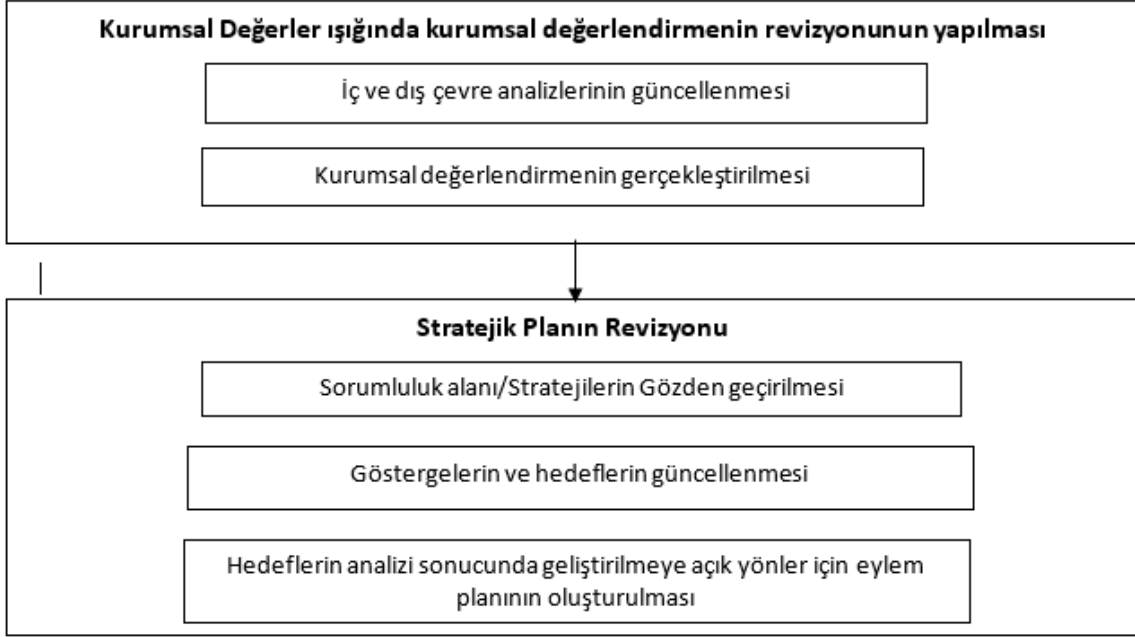 Kurumsal Değerler ışığında kurumsal değerlendirmenin revizyonunun yapılması
İç ve dış çevre analizlerinin güncellenmesi
Kurumsal değerlendirmenin gerçekleştirilmesi
Stratejik Planın Revizyonu
Sorumluluk alanı/Stratejilerin Gözden geçirilmesi
Göstergelerin ve hedeflerin güncellenmesi
Hedeflerin analizi sonucunda geliştirilmeye açık yönler için eylem
planının oluşturulması